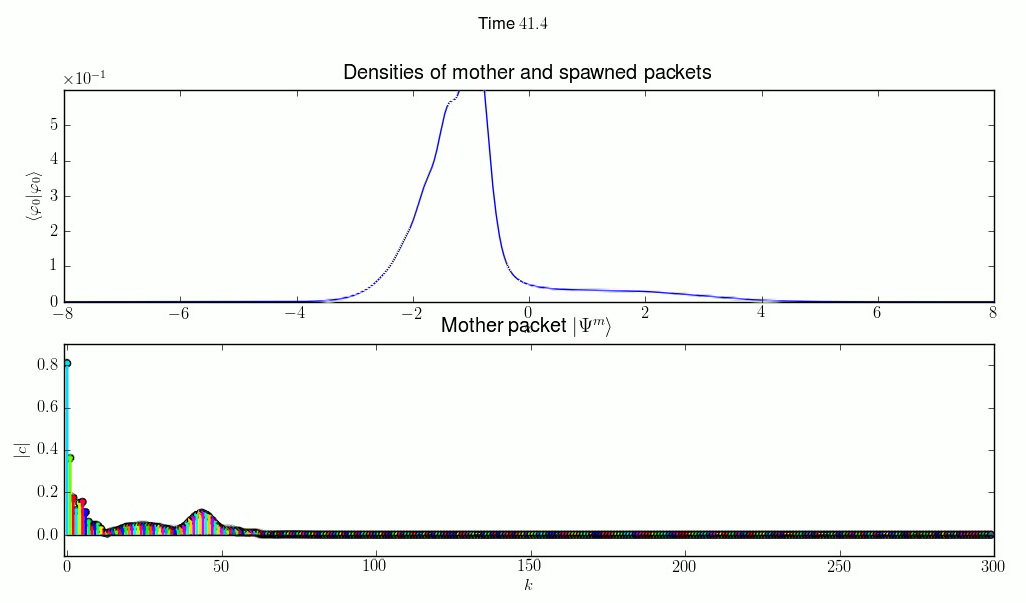 Time 41.4
Densities of mother and spawned packets
×10⁻¹
5
4
3
2
1
0
⟨φ₀|φ₀⟩
−8 −6 −4 −2 0 2 4 6 8
Mother packet |Ψᵐ⟩
0.8
0.6
0.4
0.2
0.0
|c|
0 50 100 150 200 250 300
k